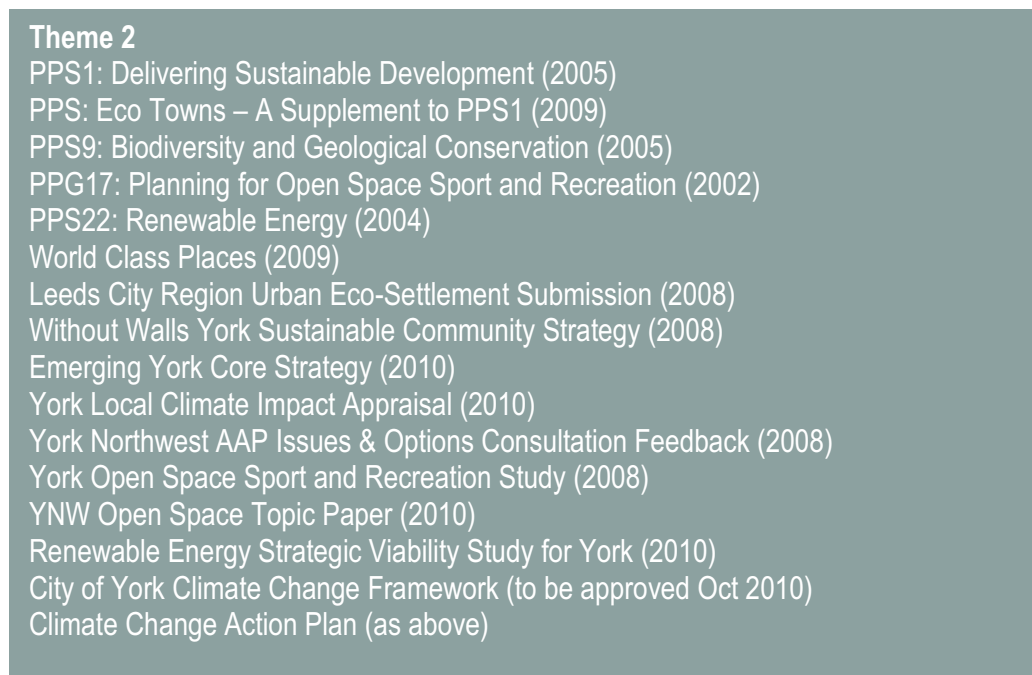 Theme 2
PPS1: Delivering Sustainable Development (2005)
PPS: Eco Towns – A Supplement to PPS1 (2009)
PPS9: Biodiversity and Geological Conservation (2005)
PPG17: Planning for Open Space Sport and Recreation (2002)
PPS22: Renewable Energy (2004)
World Class Places (2009)
Leeds City Region Urban Eco-Settlement Submission (2008)
Without Walls York Sustainable Community Strategy (2008)
Emerging York Core Strategy (2010)
York Local Climate Impact Appraisal (2010)
York Northwest AAP Issues & Options Consultation Feedback (2008)
York Open Space Sport and Recreation Study (2008)
YNW Open Space Topic Paper (2010)
Renewable Energy Strategic Viability Study for York (2010)
City of York Climate Change Framework (to be approved Oct 2010)
Climate Change Action Plan (as above)